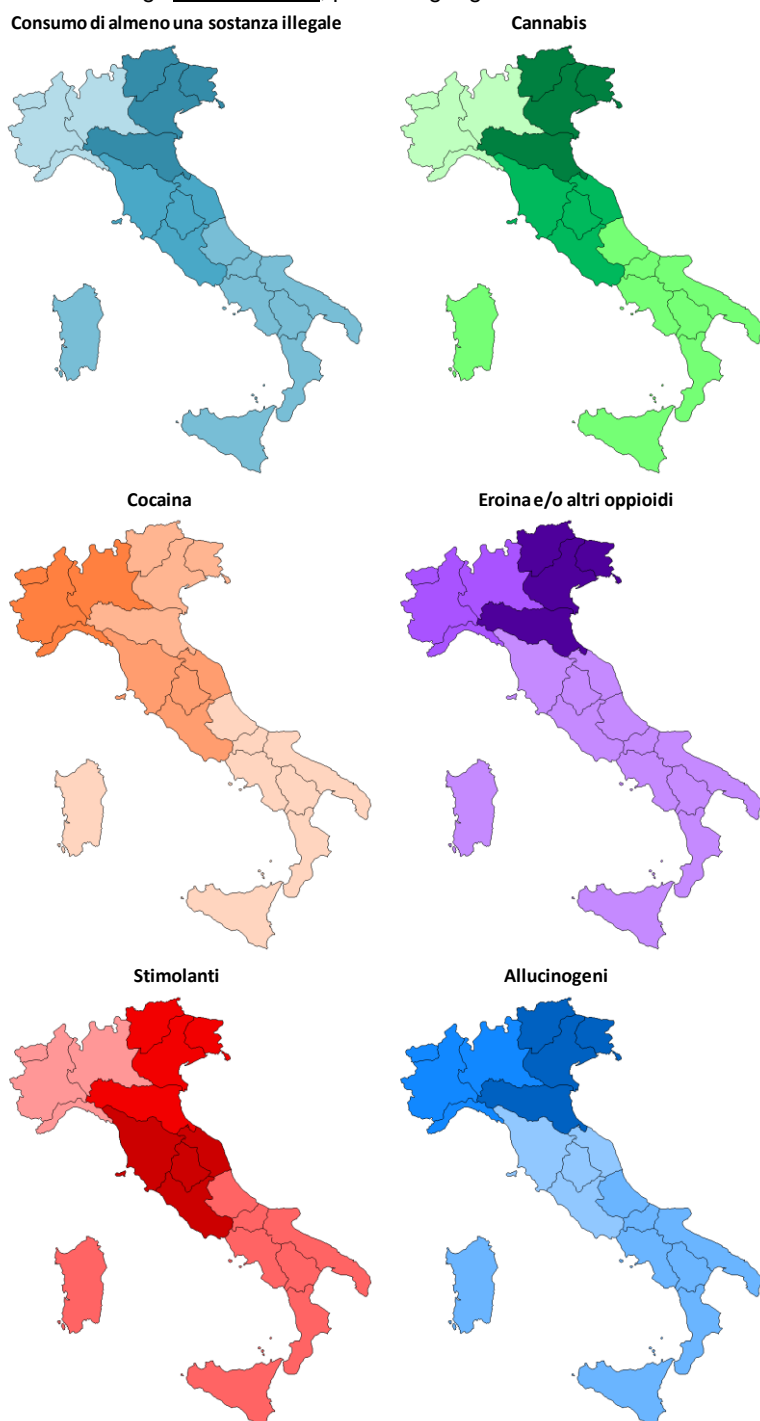 Consumo di almeno una sostanza illegale
Cannabis
Cocaina
Eroina e/o altri oppioidi
Stimolanti
Allucinogeni